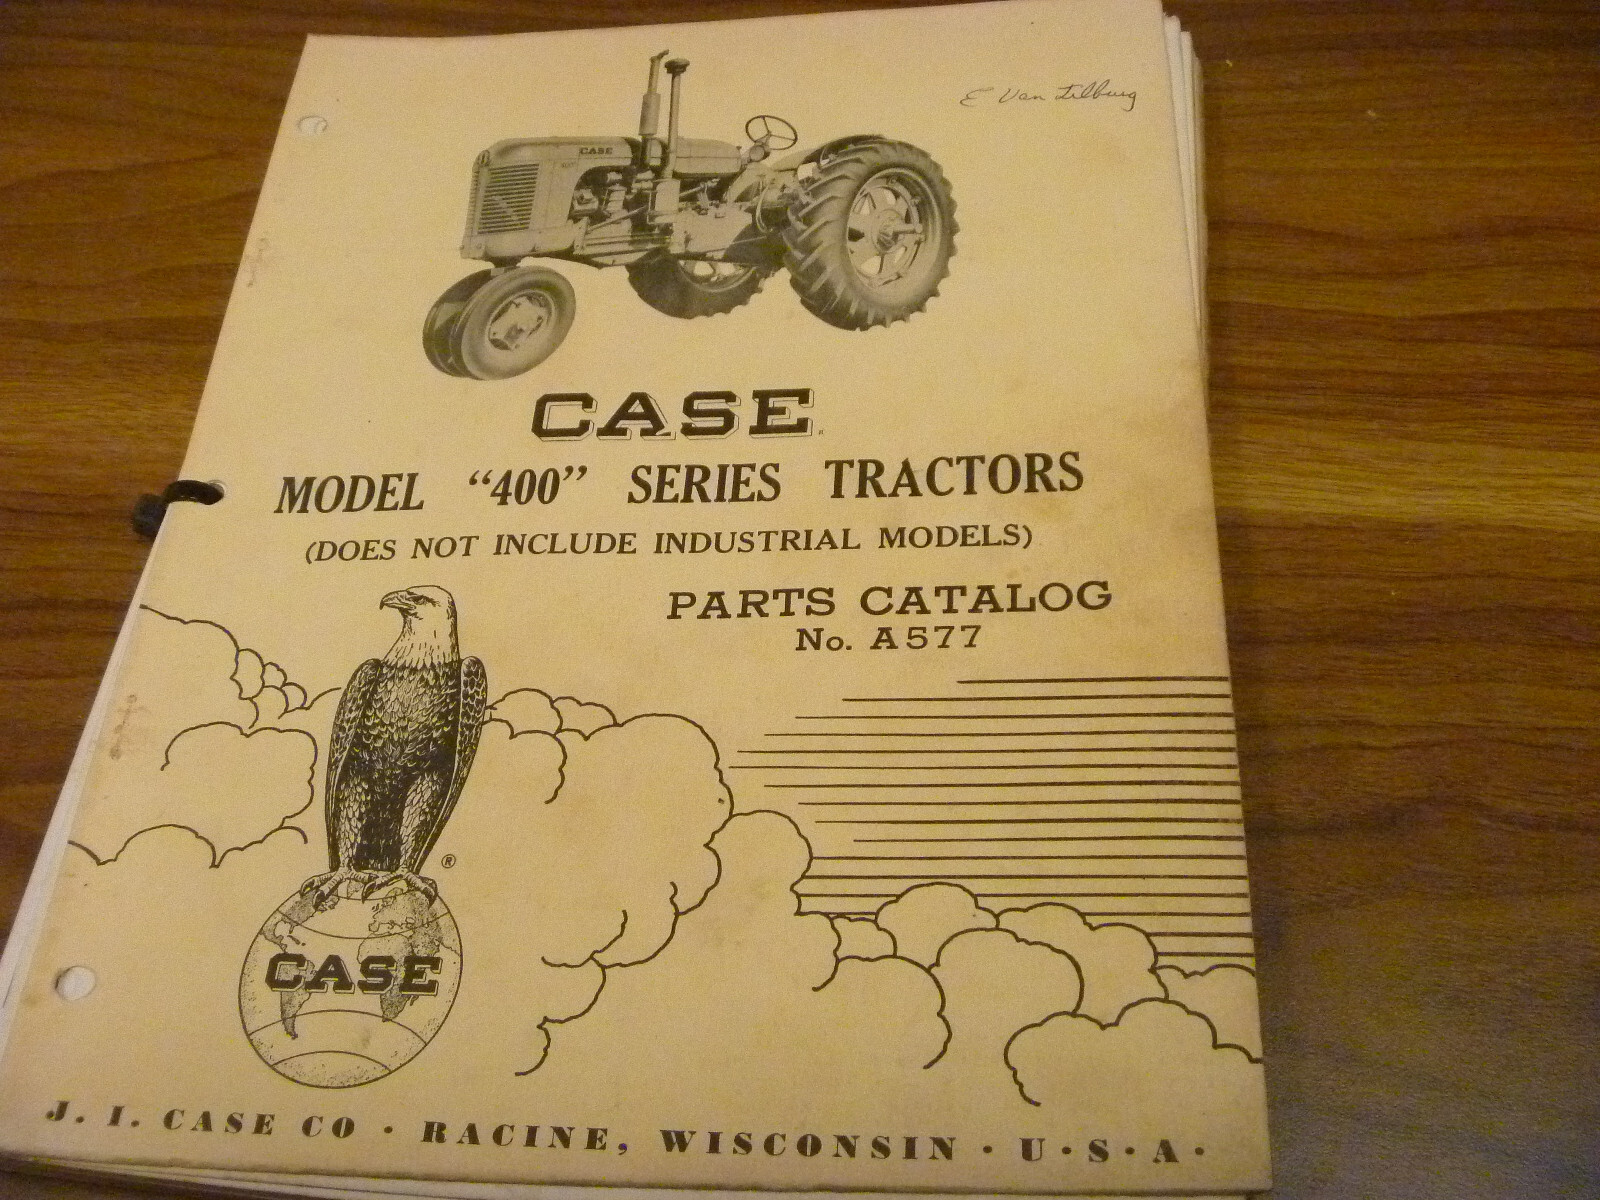 E Van Tilburg
CASE
CASE
MODEL “400” SERIES TRACTORS
(DOES NOT INCLUDE INDUSTRIAL MODELS)
PARTS CATALOG
No. A577
®
CASE
J. I. CASE CO · RACINE, WISCONSIN · U·S·A·